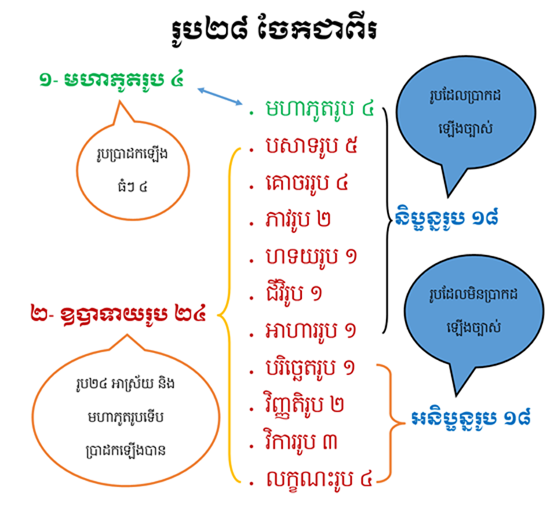 រូប២៨ ចែកជាពីរ
១- មហាភូតរូប ៤
រូបប្រាដកឡើង
ធំៗ ៤
២- ឧបាទាយរូប ២៤
រូប២៤ អាស្រ័យ និង
មហាភូតរូបទើប
ប្រាដកឡើងបាន
• មហាភូតរូប ៤
• បសាទរូប ៥
• គោចររូប ៤
• ភាវរូប ២
• ហទយរូប ១
• ជីវិរូប ១
• អាហាររូប ១
• បរិច្ឆេតរូប ១
• វិញ្ញតិរូប ២
• វិការរូប ៣
• លក្ខណះរូប ៤
រូបដែលប្រាកដ
ឡើងច្បាស់
និប្ផន្នរូប ១៨
រូបដែលមិនប្រាកដ
ឡើងច្បាស់
អនិប្ផន្នរូប ១៨